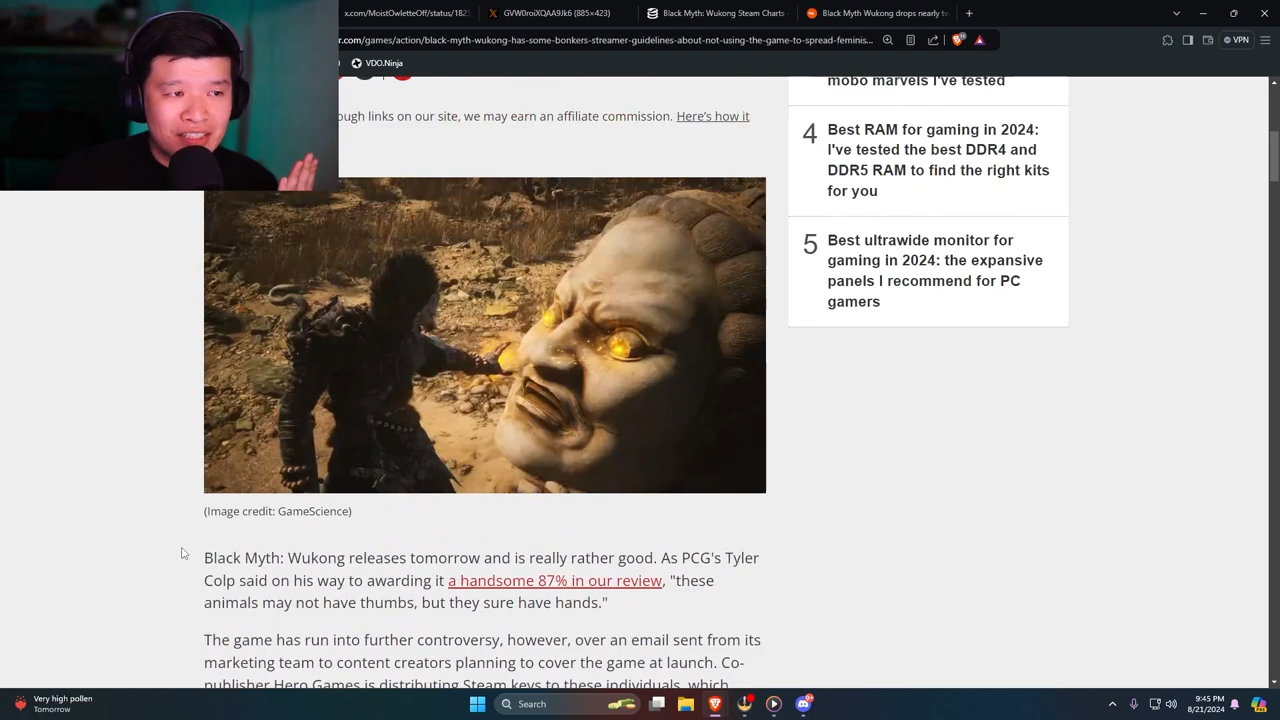 x.com/MoistOwletteOff/status/1825
GVW0roiXQAA9Jk6 (885×423)
Black Myth: Wukong Steam Charts
Black Myth Wukong drops nearly tw
r.com/games/action/black-myth-wukong-has-some-bonkers-streamer-guidelines-about-not-using-the-game-to-spread-feminis...
VPN
VDO.Ninja
ough links on our site, we may earn an affiliate commission. Here's how it
mobo marvels I've tested
4
Best RAM for gaming in 2024:
I've tested the best DDR4 and
DDR5 RAM to find the right kits
for you
5
Best ultrawide monitor for
gaming in 2024: the expansive
panels I recommend for PC
gamers
(Image credit: GameScience)
Black Myth: Wukong releases tomorrow and is really rather good. As PCG's Tyler
Colp said on his way to awarding it a handsome 87% in our review, "these
animals may not have thumbs, but they sure have hands."
The game has run into further controversy, however, over an email sent from its
marketing team to content creators planning to cover the game at launch. Co-
publisher Hero Games is distributing Steam keys to these individuals, which
Very high pollen
Tomorrow
Search
9:45 PM
8/21/2024